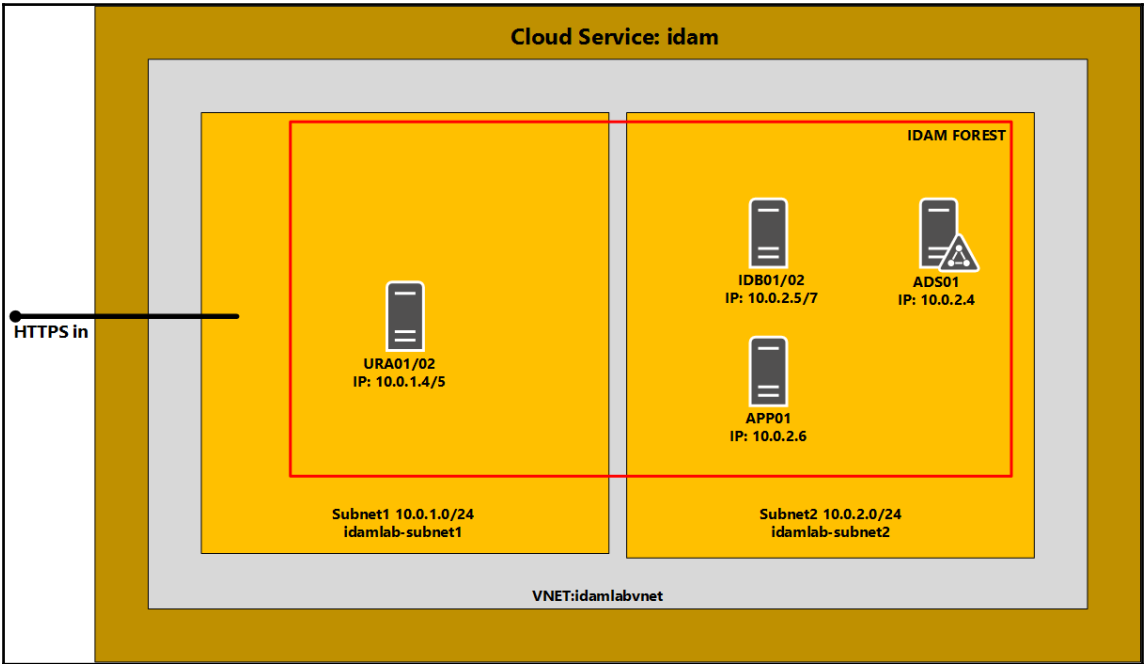 Cloud Service: idam
IDAM FOREST
HTTPS in
URA01/02
IP: 10.0.1.4/5
IDB01/02
IP: 10.0.2.5/7
ADS01
IP: 10.0.2.4
APP01
IP: 10.0.2.6
Subnet1 10.0.1.0/24
idamlab-subnet1
Subnet2 10.0.2.0/24
idamlab-subnet2
VNET:idamlabvnet